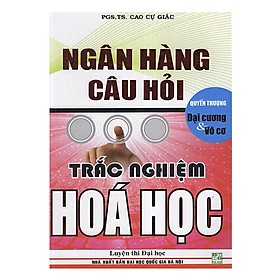 PGS.TS. CAO CỰ GIÁC
NGÂN HÀNG
CÂU HỎI
QUYỂN THƯỢNG
Đại cương
& Vô cơ
TRẮC NGHIỆM
HOÁ HỌC
Luyện thi Đại học
NHÀ XUẤT BẢN ĐẠI HỌC QUỐC GIA HÀ NỘI